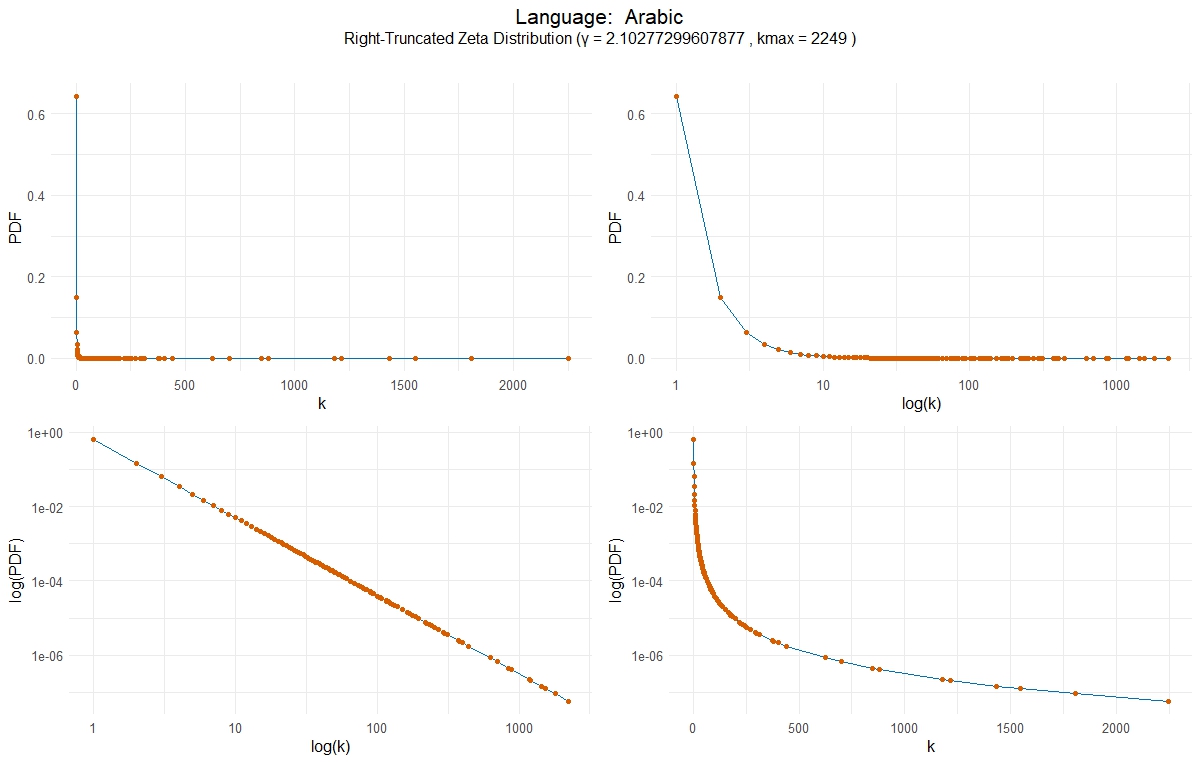 Language:  Arabic
Right-Truncated Zeta Distribution (γ = 2.10277299607877 , kmax = 2249 )
PDF
0.6
0.4
0.2
0.0
0 500 1000 1500 2000
k
PDF
0.6
0.4
0.2
0.0
1 10 100 1000
log(k)
log(PDF)
1e+00
1e-02
1e-04
1e-06
1 10 100 1000
log(k)
log(PDF)
1e+00
1e-02
1e-04
1e-06
0 500 1000 1500 2000
k